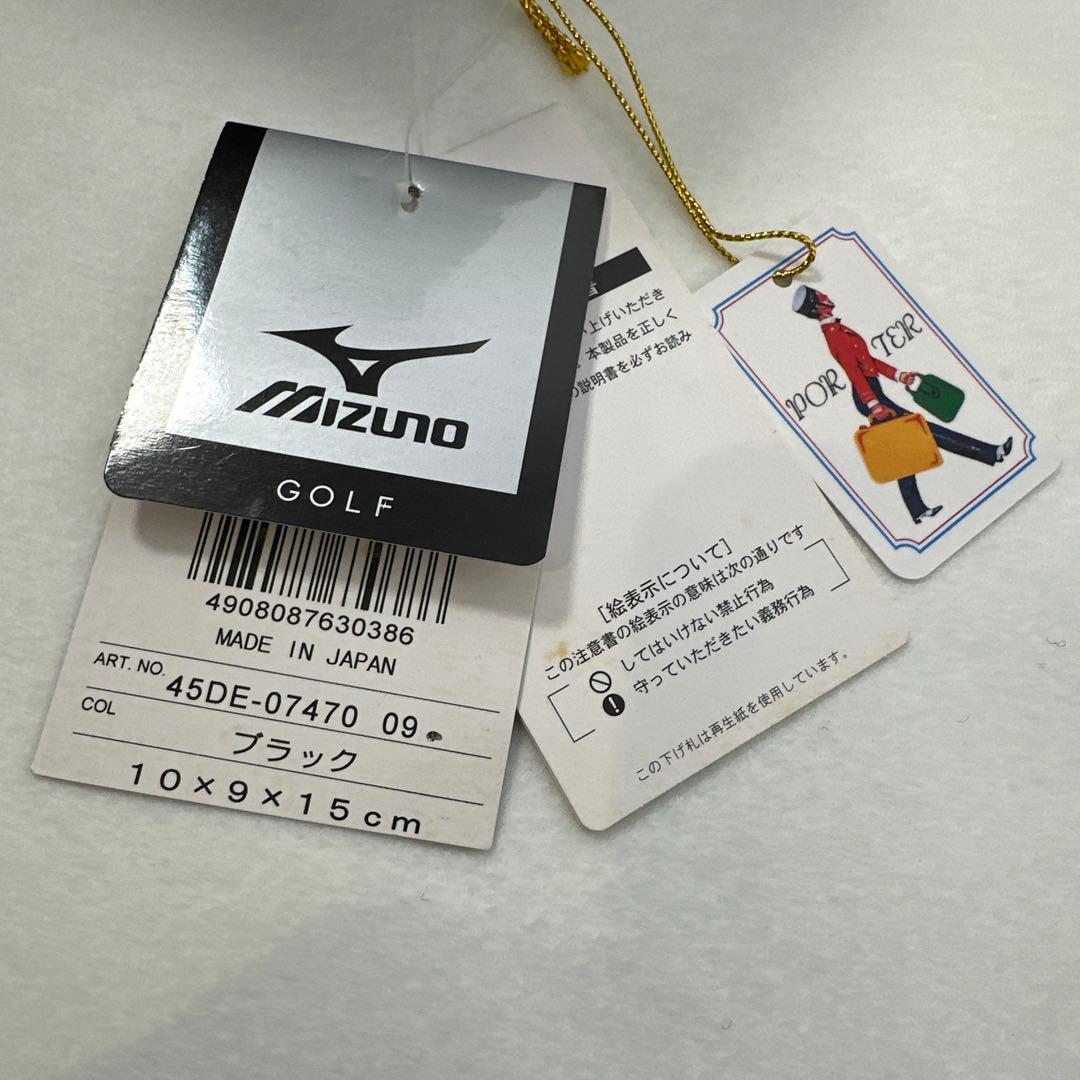 MIZUNO
GOLF
4908087630386
MADE IN JAPAN
ART. NO. 45DE-07470 09
COL ブラック
10×9×15cm
上げいただき
本製品を正しく
説明書を必ずお読み
[絵表示について]
この注意書の絵表示の意味は次の通りです
してはいけない禁止行為
守っていただきたい義務行為
この下げ札は再生紙を使用しています。
PORTER